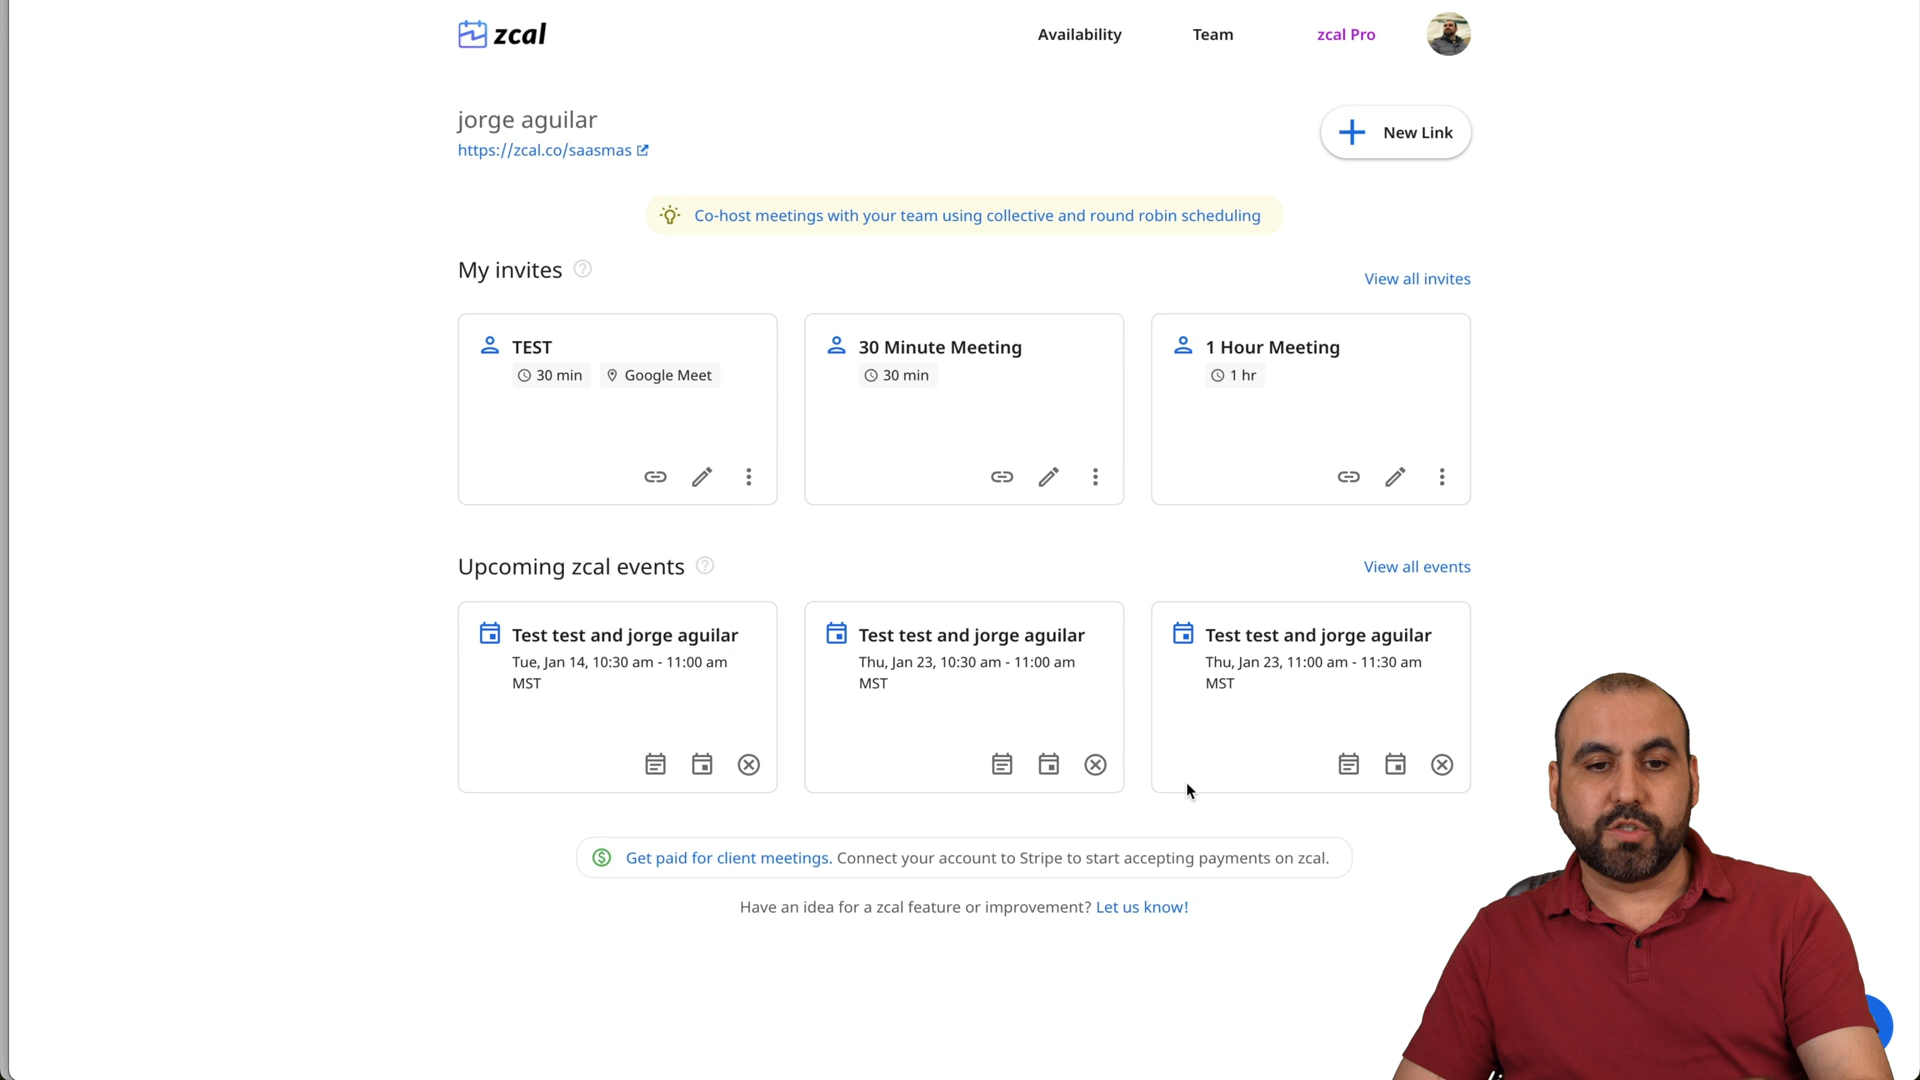 zcal
Availability
Team
zcal Pro
jorge aguilar
https://zcal.co/saasmas
New Link
Co-host meetings with your team using collective and round robin scheduling
My invites
View all invites
TEST
30 min
Google Meet
30 Minute Meeting
30 min
1 Hour Meeting
1 hr
Upcoming zcal events
View all events
Test test and jorge aguilar
Tue, Jan 14, 10:30 am - 11:00 am
MST
Test test and jorge aguilar
Thu, Jan 23, 10:30 am - 11:00 am
MST
Test test and jorge aguilar
Thu, Jan 23, 11:00 am - 11:30 am
MST
Get paid for client meetings. Connect your account to Stripe to start accepting payments on zcal.
Have an idea for a zcal feature or improvement? Let us know!